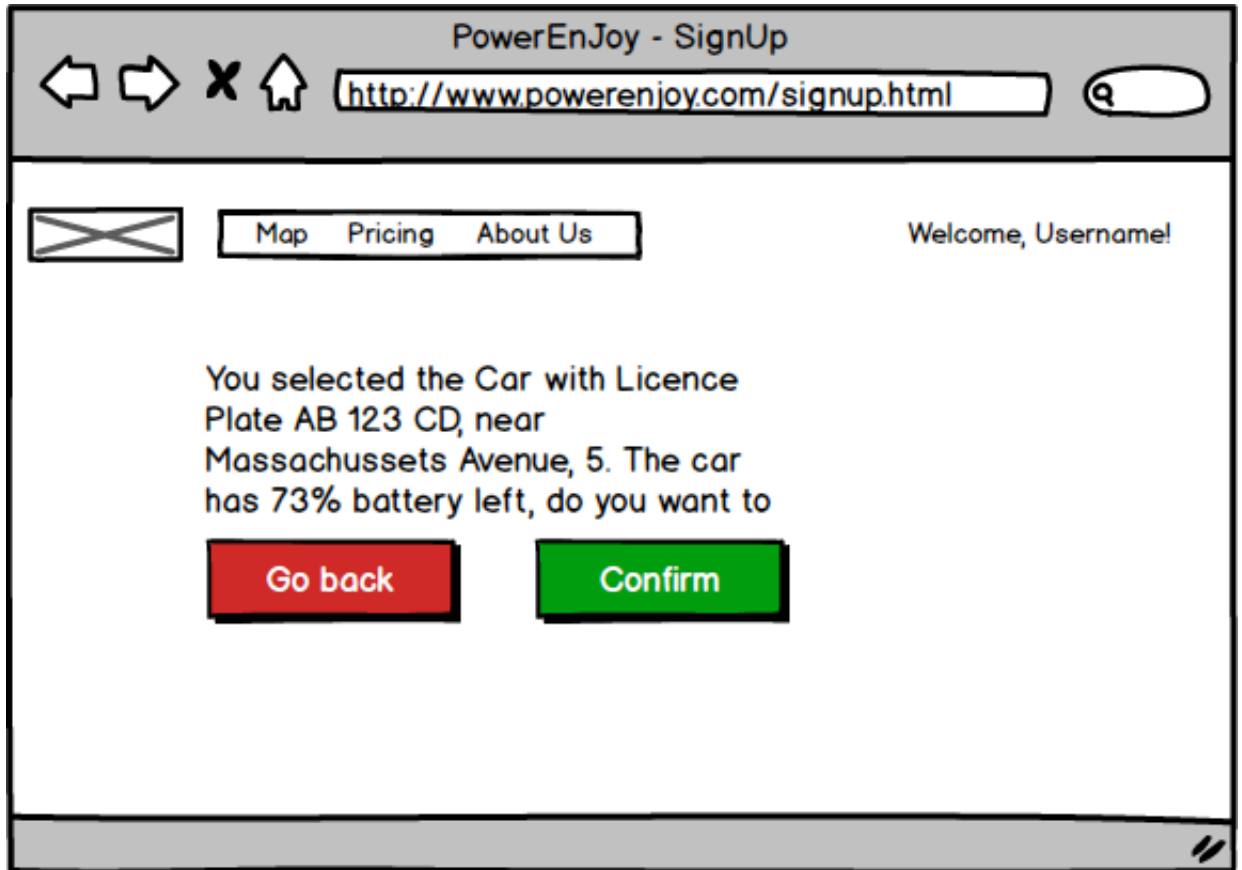 PowerEnJoy - SignUp
http://www.powerenjoy.com/signup.html
Map Pricing About Us
Welcome, Username!
You selected the Car with Licence
Plate AB 123 CD, near
Massachussets Avenue, 5. The car
has 73% battery left, do you want to
Go back
Confirm